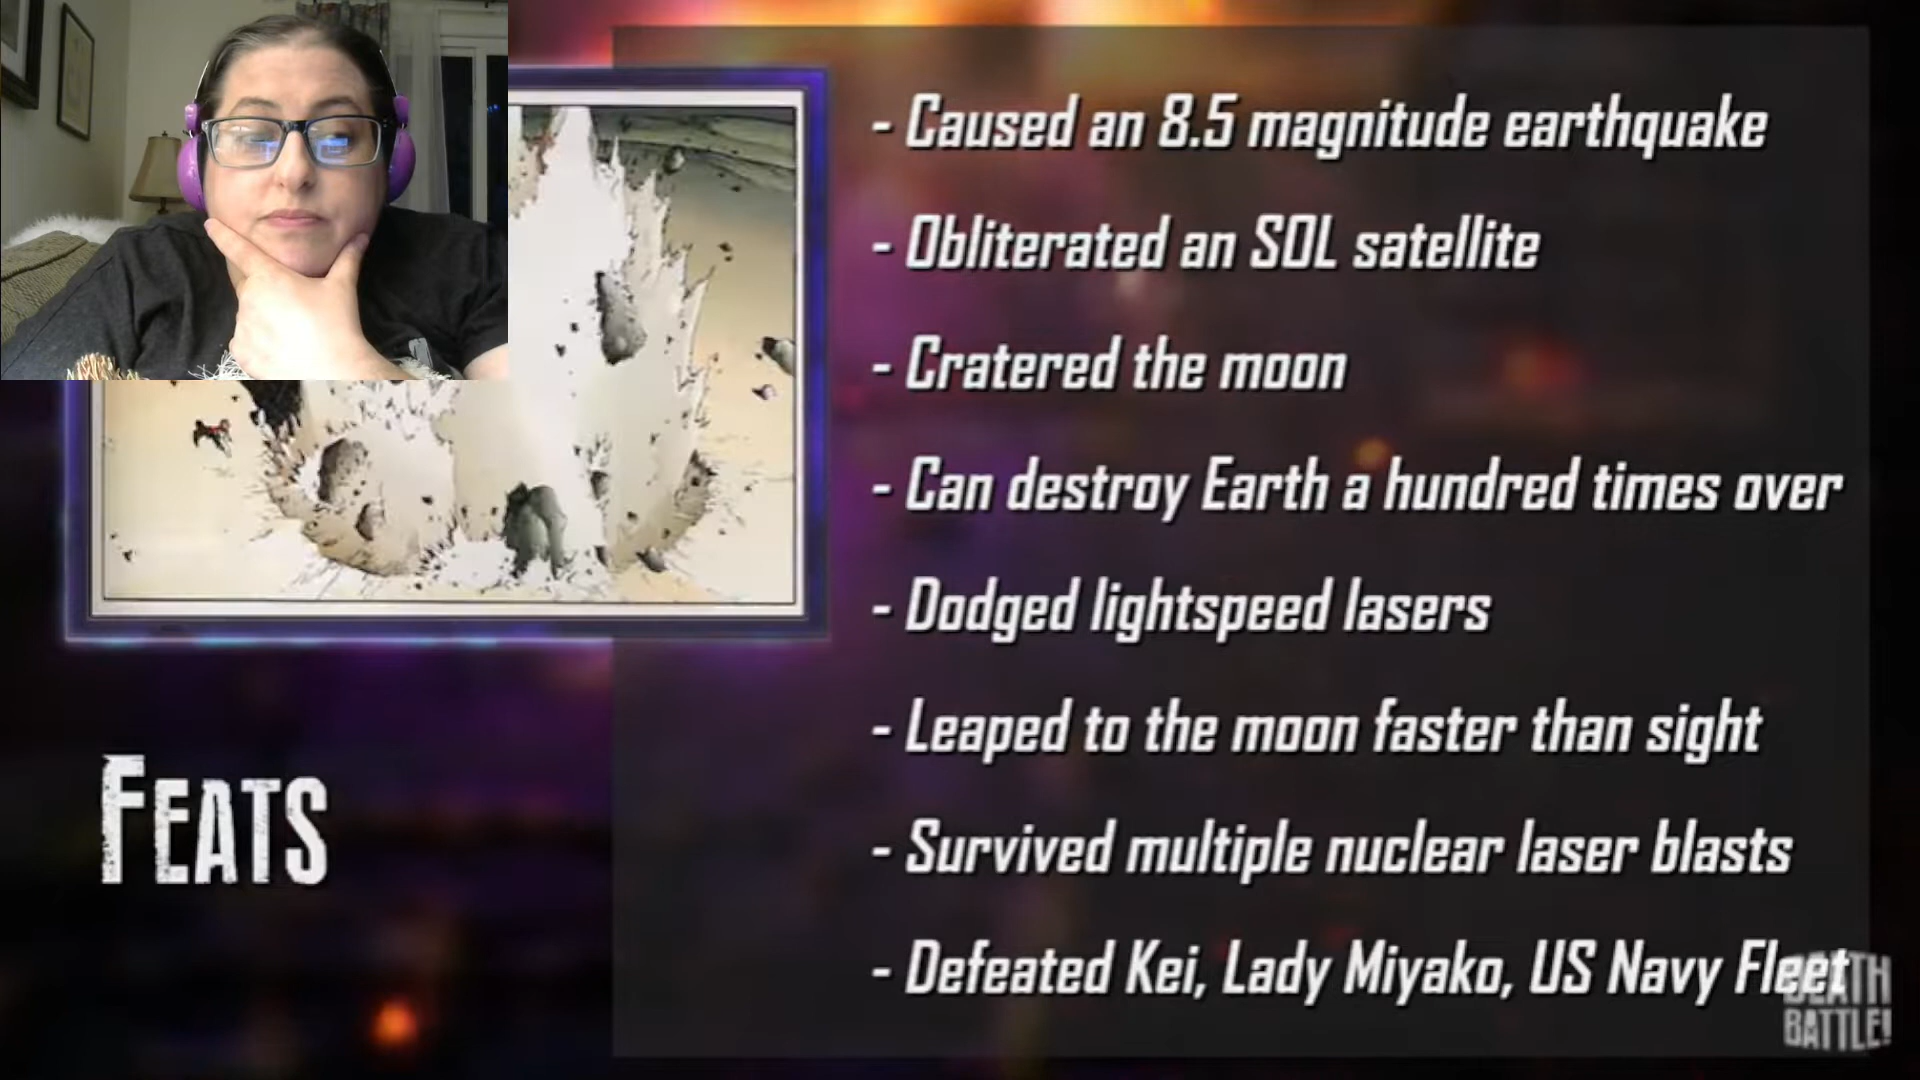 - Caused an 8.5 magnitude earthquake
- Obliterated an SOL satellite
- Cratered the moon
- Can destroy Earth a hundred times over
- Dodged lightspeed lasers
- Leaped to the moon faster than sight
- Survived multiple nuclear laser blasts
- Defeated Kei, Lady Miyako, US Navy Fleet
FEATS
DEATH
BATTLE!